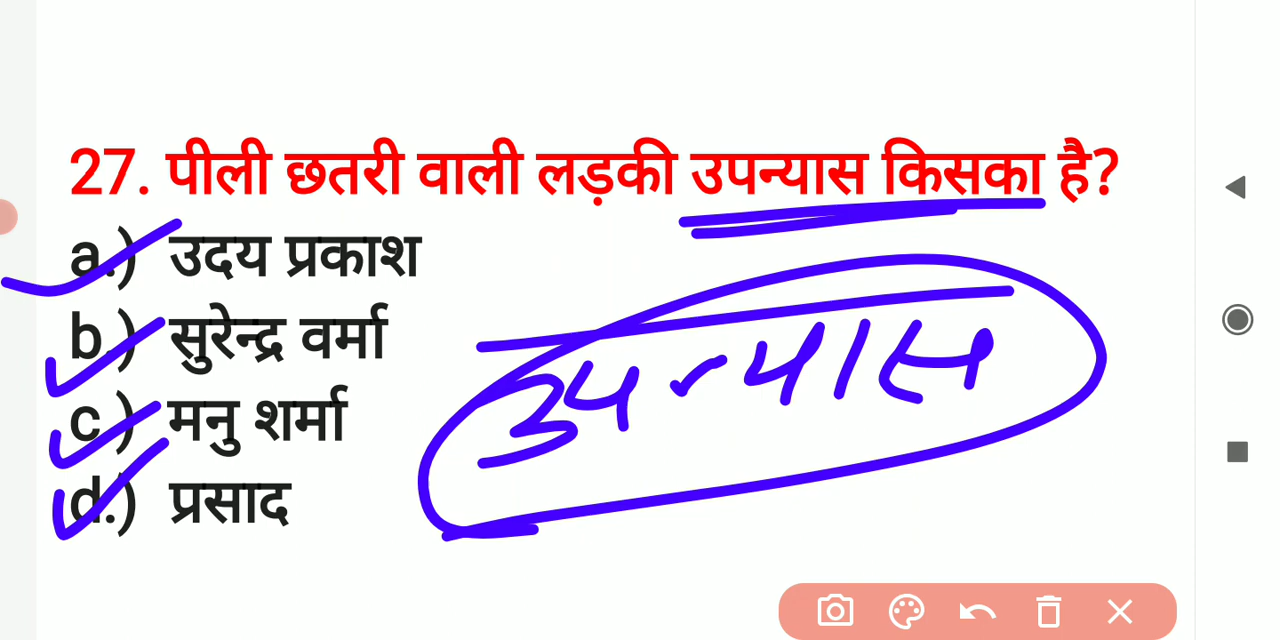 27. पीली छतरी वाली लड़की उपन्यास किसका है?
a.) उदय प्रकाश
b.) सुरेन्द्र वर्मा
c.) मनु शर्मा
d.) प्रसाद
उपन्यास